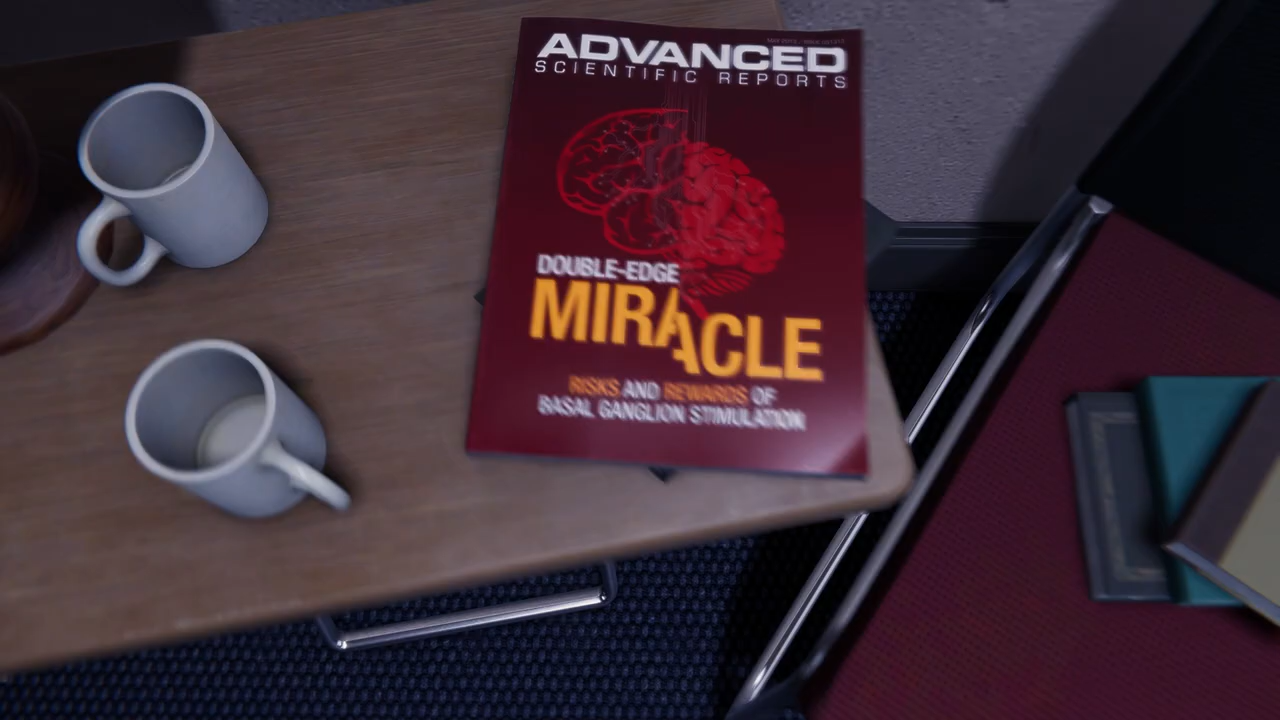 ADVANCED
SCIENTIFIC REPORTS
DOUBLE-EDGE
MIRACLE
RISKS AND REWARDS OF
BASAL GANGLION STIMULATION